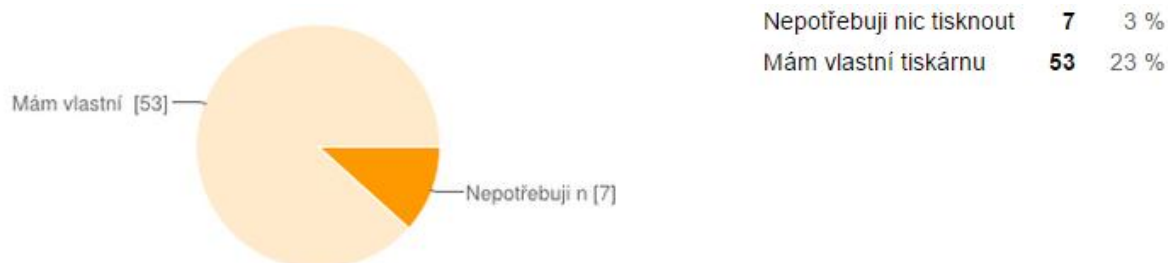 Mám vlastní [53]
Nepotřebuji n [7]
Nepotřebuji nic tisknout 7 3 %
Mám vlastní tiskárnu 53 23 %